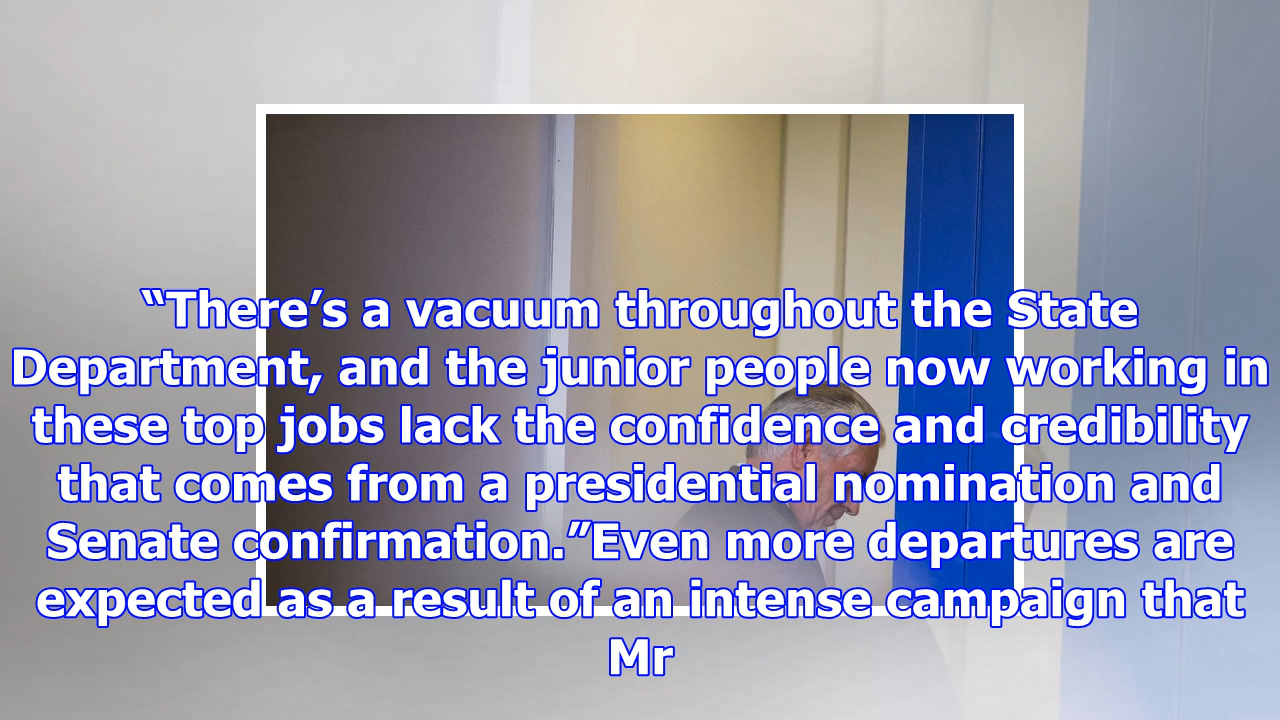 “There’s a vacuum throughout the State
Department, and the junior people now working in
these top jobs lack the confidence and credibility
that comes from a presidential nomination and
Senate confirmation.”Even more departures are
expected as a result of an intense campaign that
Mr